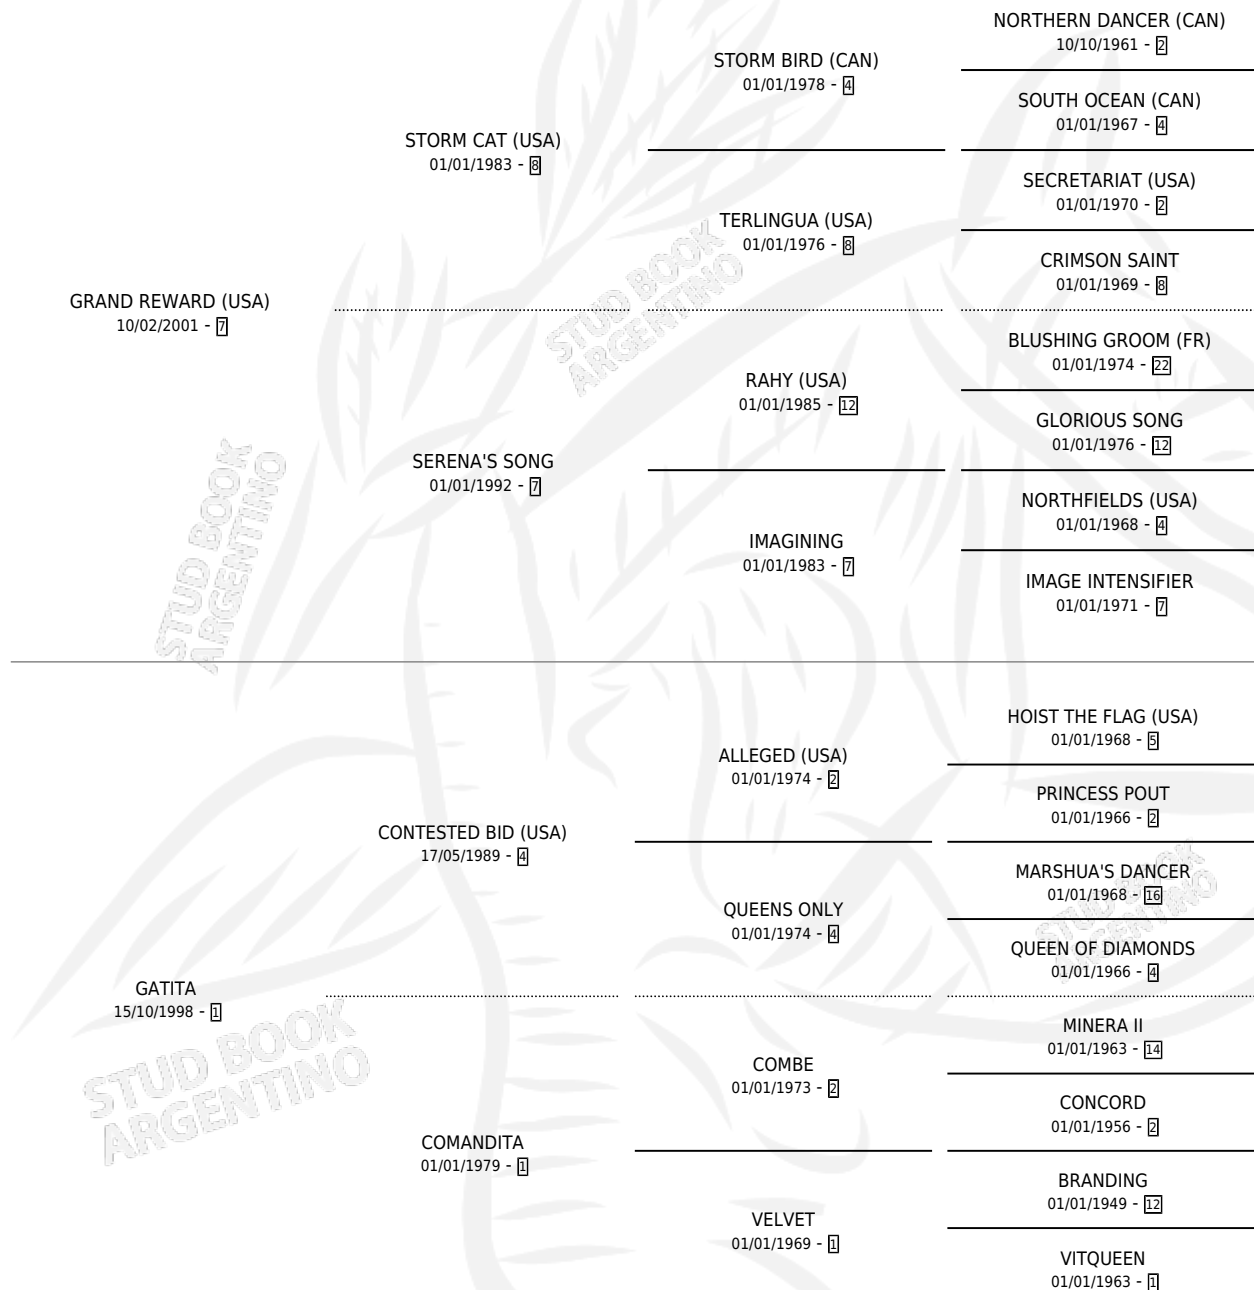 NORTHERN DANCER (CAN)
10/10/1961 - 2
STORM BIRD (CAN)
01/01/1978 - 4
SOUTH OCEAN (CAN)
01/01/1967 - 4
STORM CAT (USA)
01/01/1983 - 8
SECRETARIAT (USA)
01/01/1970 - 2
TERLINGUA (USA)
01/01/1976 - 8
CRIMSON SAINT
01/01/1969 - 8
GRAND REWARD (USA)
10/02/2001 - 7
BLUSHING GROOM (FR)
01/01/1974 - 22
RAHY (USA)
01/01/1985 - 12
GLORIOUS SONG
01/01/1976 - 12
SERENA'S SONG
01/01/1992 - 7
NORTHFIELDS (USA)
01/01/1968 - 4
IMAGINING
01/01/1983 - 7
IMAGE INTENSIFIER
01/01/1971 - 7
HOIST THE FLAG (USA)
01/01/1968 - 5
ALLEGED (USA)
01/01/1974 - 2
PRINCESS POUT
01/01/1966 - 2
CONTESTED BID (USA)
17/05/1989 - 4
MARSHUA'S DANCER
01/01/1968 - 16
QUEENS ONLY
01/01/1974 - 4
QUEEN OF DIAMONDS
01/01/1966 - 4
GATITA
15/10/1998 - 1
MINERA II
01/01/1963 - 14
COMBE
01/01/1973 - 2
CONCORD
01/01/1956 - 2
COMANDITA
01/01/1979 - 1
BRANDING
01/01/1949 - 12
VELVET
01/01/1969 - 1
VITQUEEN
01/01/1963 - 1
STUD BOOK
ARGENTINO
STUD BOOK
ARGENTINO
STUD BOOK
ARGENTINO
STUD BOOK
ARGENTINO